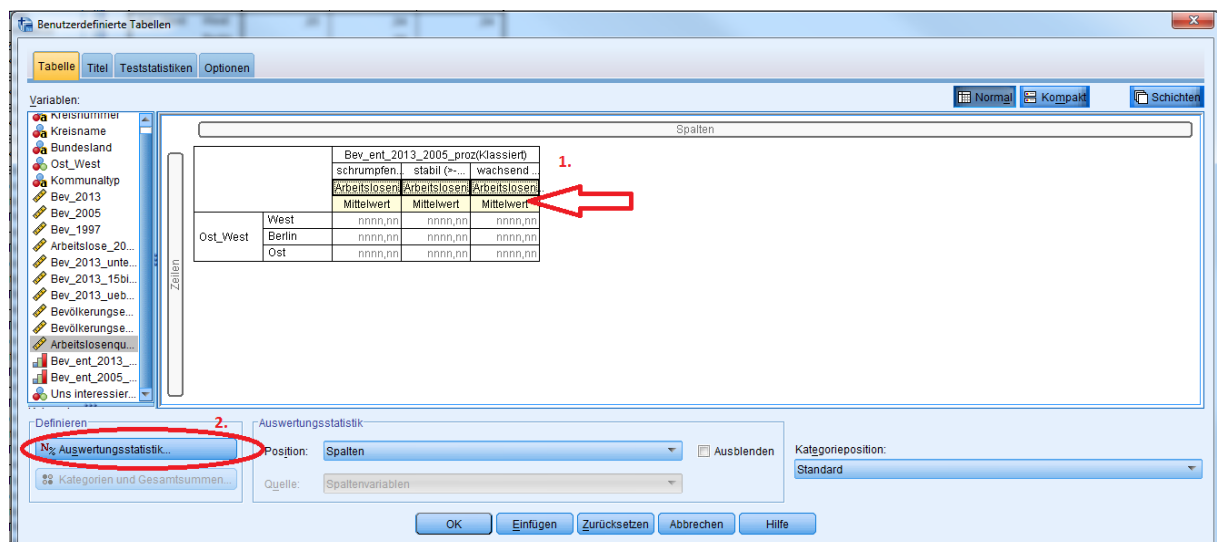 Benutzerdefinierte Tabellen
Tabelle Titel Teststatistiken Optionen
Variablen:
Normal Kompakt Schichten
Kreisnummer
Kreisname
Bundesland
Ost_West
Kommunaltyp
Bev_2013
Bev_2005
Bev_1997
Arbeitslose_20...
Bev_2013_unte...
Bev_2013_15bi...
Bev_2013_ueb...
Bevölkerungse...
Bevölkerungse...
Arbeitslosenqu...
Bev_ent_2013_...
Bev_ent_2005_...
Uns interessier...
Spalten
Zeilen
Bev_ent_2013_2005_proz(Klassiert)
schrumpfen... stabil (>-... wachsend ...
Arbeitslosen Arbeitslosen Arbeitslosen...
Mittelwert Mittelwert Mittelwert
Ost_West
West nnnn,nn nnnn,nn nnnn,nn
Berlin nnnn,nn nnnn,nn nnnn,nn
Ost nnnn,nn nnnn,nn nnnn,nn
1.
Definieren
2.
N% Auswertungsstatistik...
Kategorien und Gesamtsummen...
Auswertungsstatistik
Position: Spalten
Ausblenden
Quelle: Spaltenvariablen
Kategorieposition:
Standard
OK Einfügen Zurücksetzen Abbrechen Hilfe